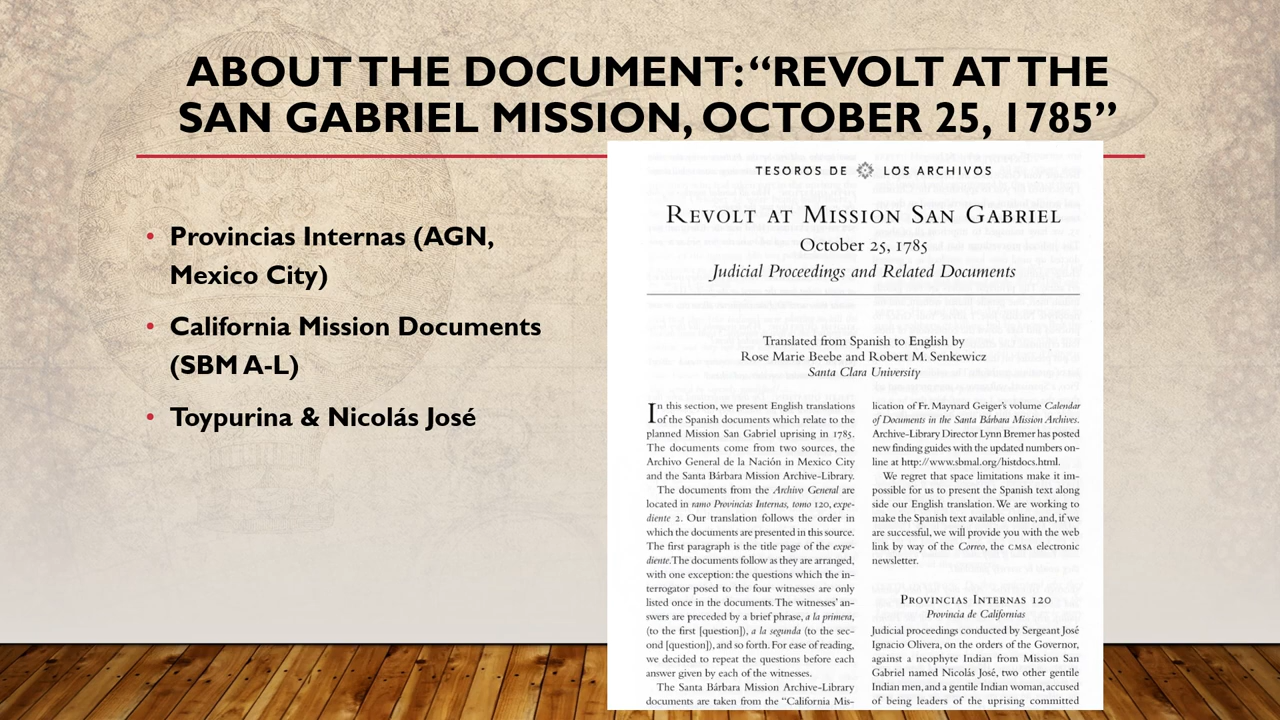 ABOUT THE DOCUMENT: “REVOLT AT THE
SAN GABRIEL MISSION, OCTOBER 25, 1785”
• Provincias Internas (AGN,
Mexico City)
• California Mission Documents
(SBM A-L)
• Toypurina & Nicolás José
TESOROS DE LOS ARCHIVOS
REVOLT AT MISSION SAN GABRIEL
October 25, 1785
Judicial Proceedings and Related Documents
Translated from Spanish to English by
Rose Marie Beebe and Robert M. Senkewicz
Santa Clara University
In this section, we present English translations
of the Spanish documents which relate to the
planned Mission San Gabriel uprising in 1785.
The documents come from two sources, the
Archivo General de la Nación in Mexico City
and the Santa Bárbara Mission Archive-Library.
The documents from the Archivo General are
located in ramo Provincias Internas, tomo 120, expe-
diente 2. Our translation follows the order in
which the documents are presented in this source.
The first paragraph is the title page of the expe-
diente. The documents follow as they are arranged,
with one exception: the questions which the in-
terrogator posed to the four witnesses are only
listed once in the documents. The witnesses’ an-
swers are preceded by a brief phrase, a la primera,
(to the first [question]), a la segunda (to the sec-
ond [question]), and so forth. For ease of reading,
we decided to repeat the questions before each
answer given by each of the witnesses.
The Santa Bárbara Mission Archive-Library
documents are taken from the “California Mis-
lication of Fr. Maynard Geiger’s volume Calendar
of Documents in the Santa Bárbara Mission Archives.
Archive-Library Director Lynn Bremer has posted
new finding guides with the updated numbers on-
line at http://www.sbmal.org/histdocs.html.
We regret that space limitations make it im-
possible for us to present the Spanish text along
side our English translation. We are working to
make the Spanish text available online, and, if we
are successful, we will provide you with the web
link by way of the Correo, the CMSA electronic
newsletter.
PROVINCIAS INTERNAS 120
Provincia de Californias
Judicial proceedings conducted by Sergeant José
Ignacio Olivera, on the orders of the Governor,
against a neophyte Indian from Mission San
Gabriel named Nicolás José, two other gentile
Indian men, and a gentile Indian woman, accused
of being leaders of the uprising committed